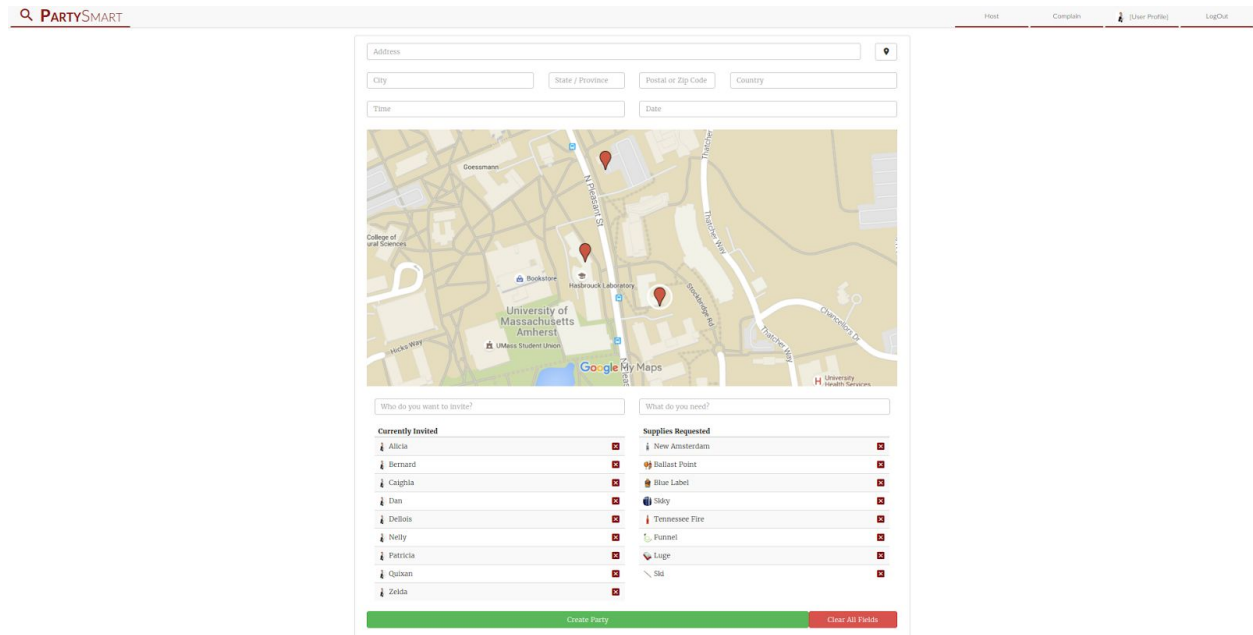 PARTYSMART
Host Complain (User Profile) LogOut
Address
City State / Province Postal or Zip Code Country
Time Date
Thatcher
Goessmann
N Pleasant St
Thatcher Way
College of
ural Sciences
Bookstore
Hasbrouck Laboratory
Stockbridge Rd
University of
Massachusetts
Amherst
Chancellors Dr
Hicks Way
UMass Student Union
Thatcher Way
N Pleas
Google My Maps
University
Health Services
Who do you want to invite? What do you need?
Currently Invited Supplies Requested
Alicia New Amsterdam
Bernard Ballast Point
Caighla Blue Label
Dan Skky
Dellois Tennessee Fire
Nelly Funnel
Patricia Luge
Quixan Ski
Zelda
Create Party Clear All Fields